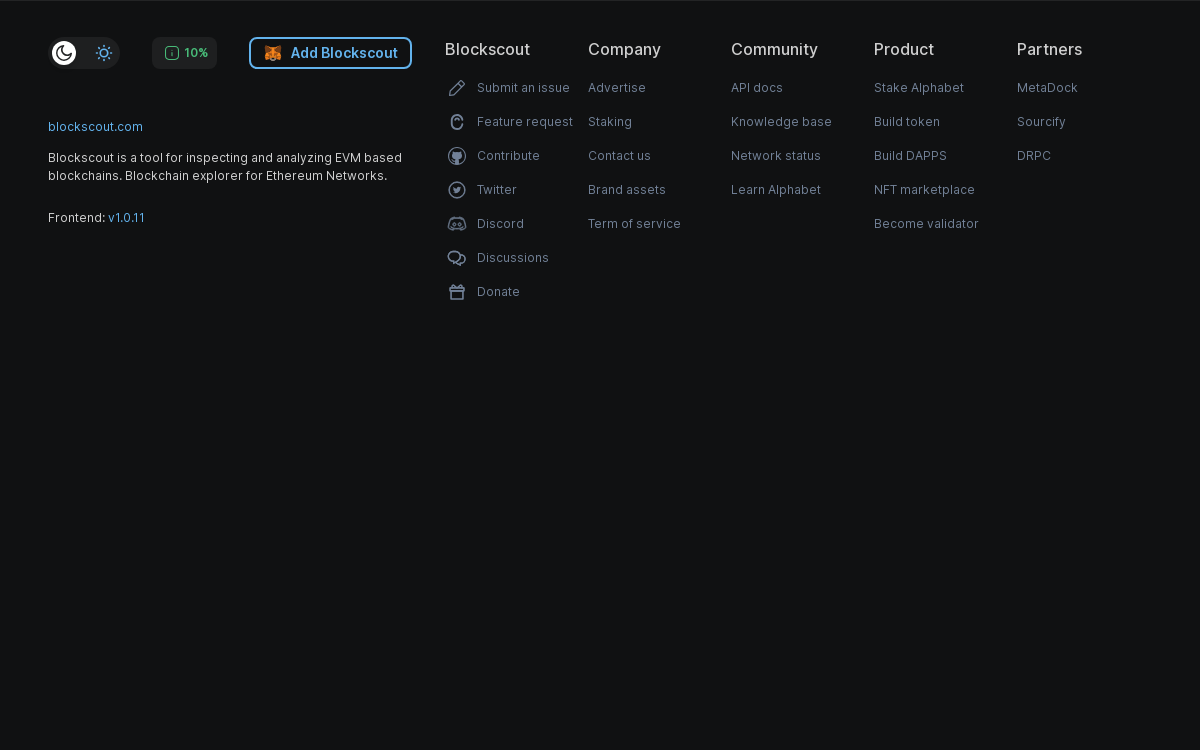 10%
Add Blockscout
blockscout.com
Blockscout is a tool for inspecting and analyzing EVM based
blockchains. Blockchain explorer for Ethereum Networks.
Frontend: v1.0.11
Blockscout
Submit an issue
Feature request
Contribute
Twitter
Discord
Discussions
Donate
Company
Advertise
Staking
Contact us
Brand assets
Term of service
Community
API docs
Knowledge base
Network status
Learn Alphabet
Product
Stake Alphabet
Build token
Build DAPPS
NFT marketplace
Become validator
Partners
MetaDock
Sourcify
DRPC